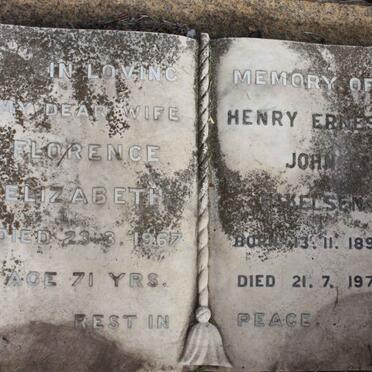 IN LOVING
MY DEAR WIFE
FLORENCE
ELIZABETH
DIED 23.3.1967
AGE 71 YRS.
REST IN
MEMORY OF
HENRY ERNES
JOHN
KELSEN
BORN 13.11.189
DIED 21.7.197
PEACE.